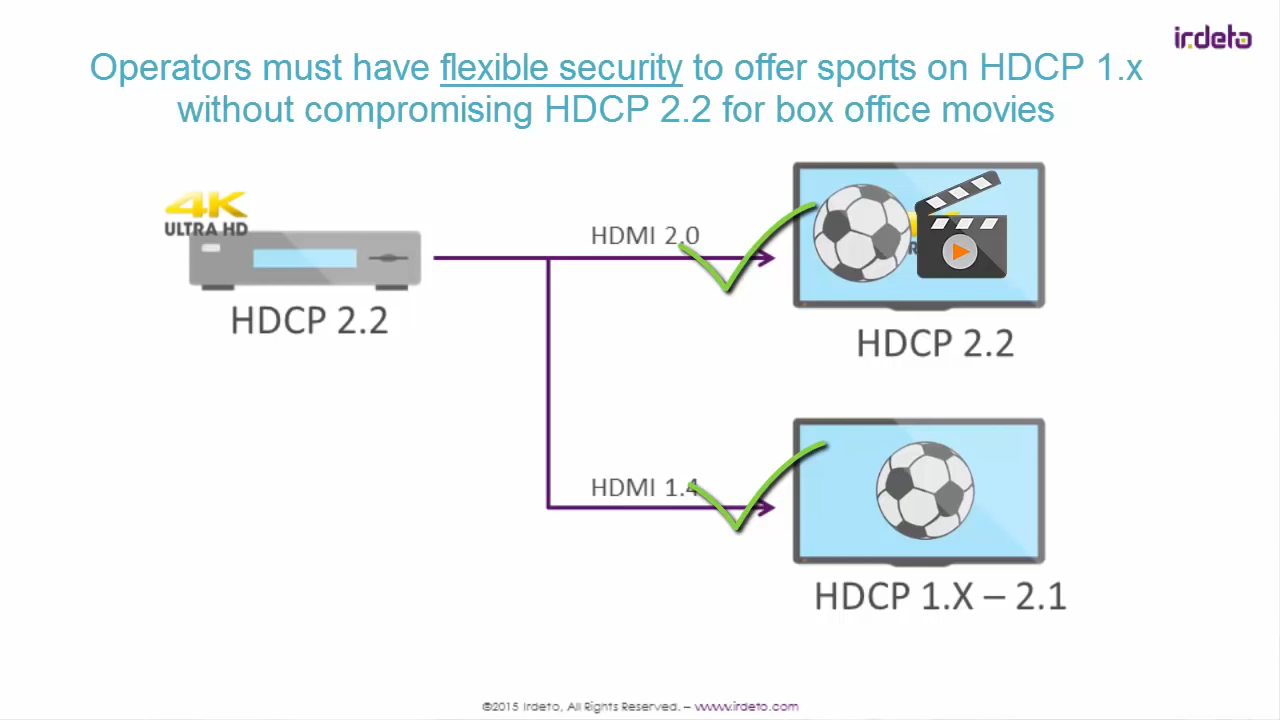 irdeto
Operators must have flexible security to offer sports on HDCP 1.x
without compromising HDCP 2.2 for box office movies
4K
ULTRA HD
HDMI 2.0
HDCP 2.2
HDCP 2.2
HDMI 1.4
HDCP 1.X – 2.1
©2015 Irdeto, All Rights Reserved. – www.irdeto.com